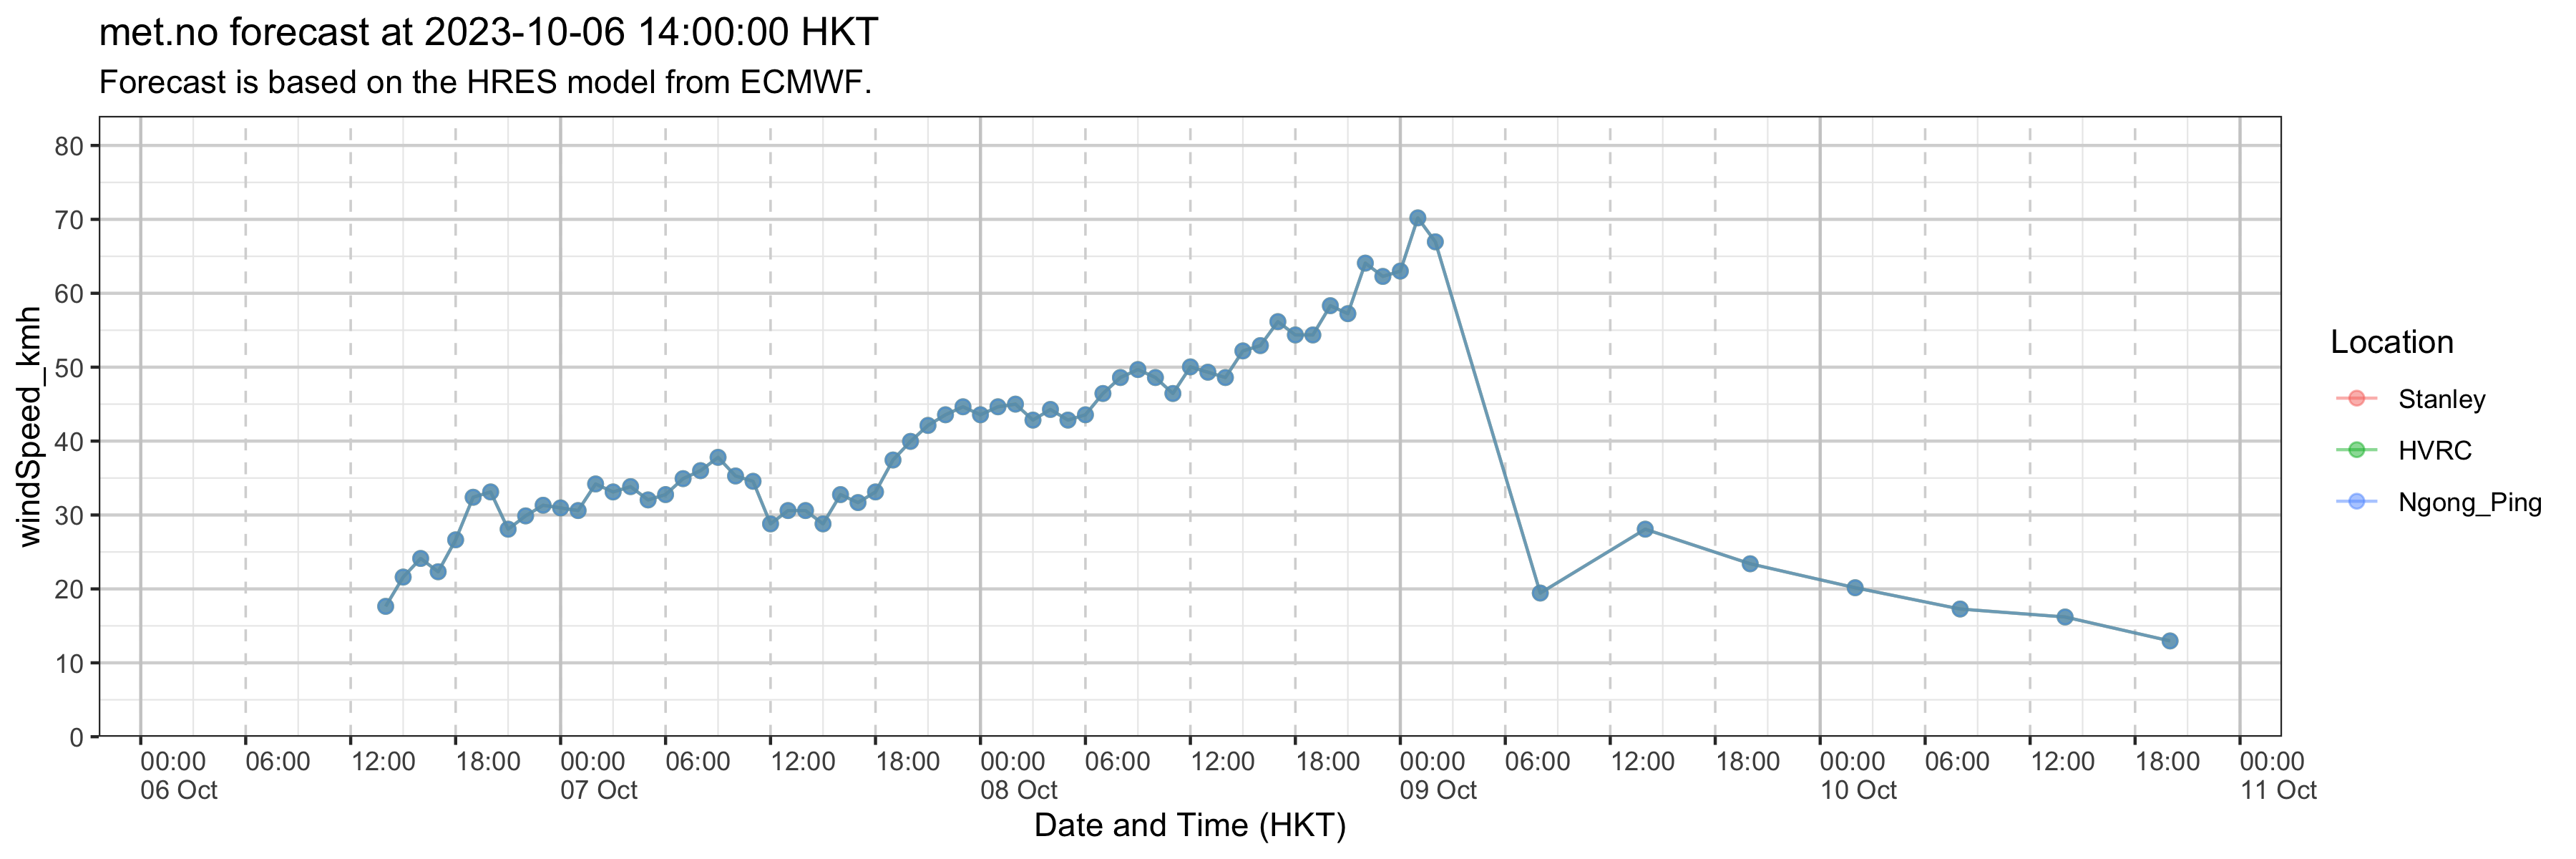 met.no forecast at 2023-10-06 14:00:00 HKT
Forecast is based on the HRES model from ECMWF.
windSpeed_kmh
80
70
60
50
40
30
20
10
0
00:00 06:00 12:00 18:00 00:00 06:00 12:00 18:00 00:00 06:00 12:00 18:00 00:00 06:00 12:00 18:00 00:00 06:00 12:00 18:00 00:00
06 Oct 07 Oct 08 Oct 09 Oct 10 Oct 11 Oct
Date and Time (HKT)
Location
Stanley
HVRC
Ngong_Ping